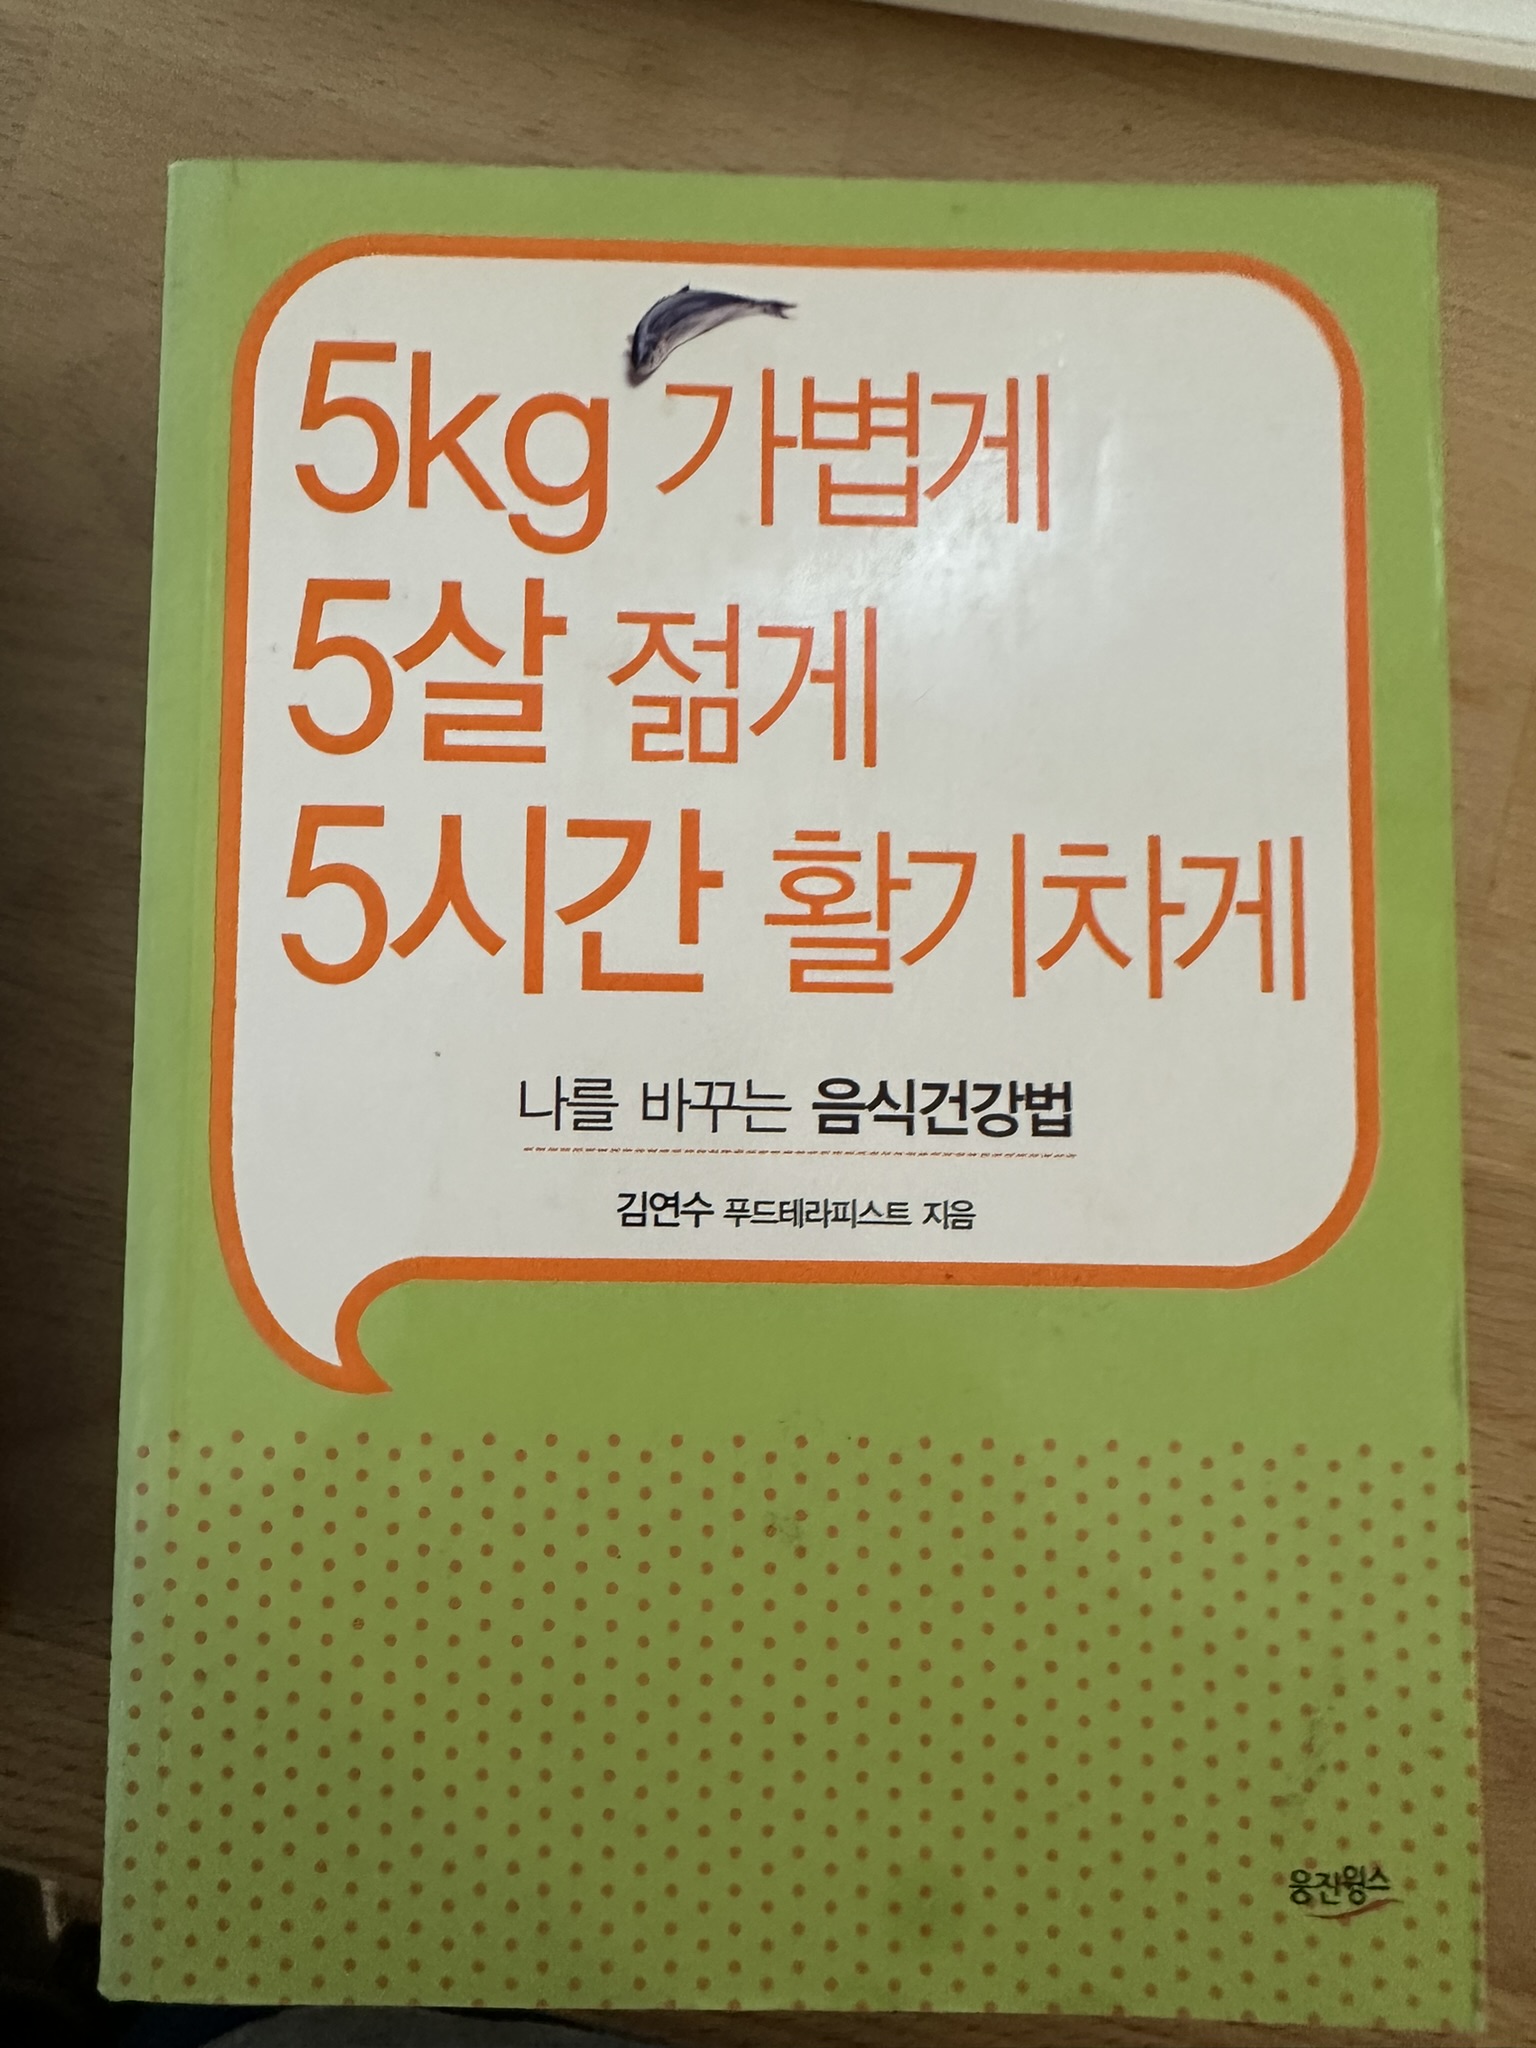 5kg 가볍게
5살 젊게
5시간 활기차게
나를 바꾸는 음식건강법
김연수 푸드테라피스트 지음
웅진윙스